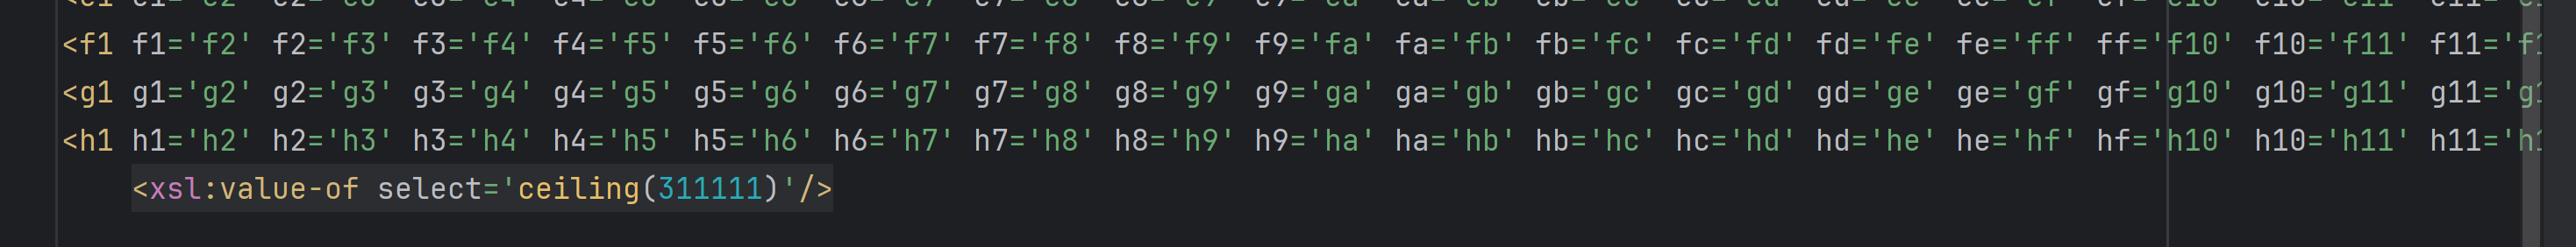 <f1 f1='f2' f2='f3' f3='f4' f4='f5' f5='f6' f6='f7' f7='f8' f8='f9' f9='fa' fa='fb' fb='fc' fc='fd' fd='fe' fe='ff' ff='f10' f10='f11' f11='f1
<g1 g1='g2' g2='g3' g3='g4' g4='g5' g5='g6' g6='g7' g7='g8' g8='g9' g9='ga' ga='gb' gb='gc' gc='gd' gd='ge' ge='gf' gf='g10' g10='g11' g11='g1
<h1 h1='h2' h2='h3' h3='h4' h4='h5' h5='h6' h6='h7' h7='h8' h8='h9' h9='ha' ha='hb' hb='hc' hc='hd' hd='he' he='hf' hf='h10' h10='h11' h11='h1
<xsl:value-of select='ceiling(311111)'/>